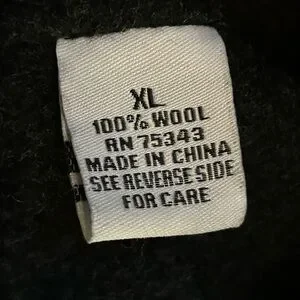 XL
100% WOOL
RN 75343
MADE IN CHINA
SEE REVERSE SIDE
FOR CARE